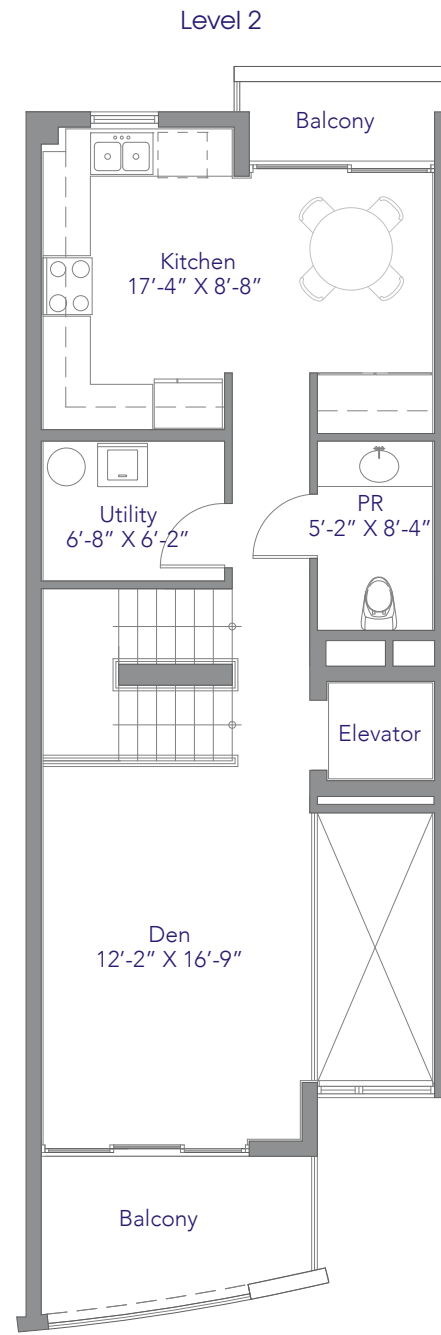 Level 2
Balcony
Kitchen
17’-4” X 8’-8”
Utility
6’-8” X 6’-2”
PR
5’-2” X 8’-4”
Elevator
Den
12’-2” X 16’-9”
Balcony